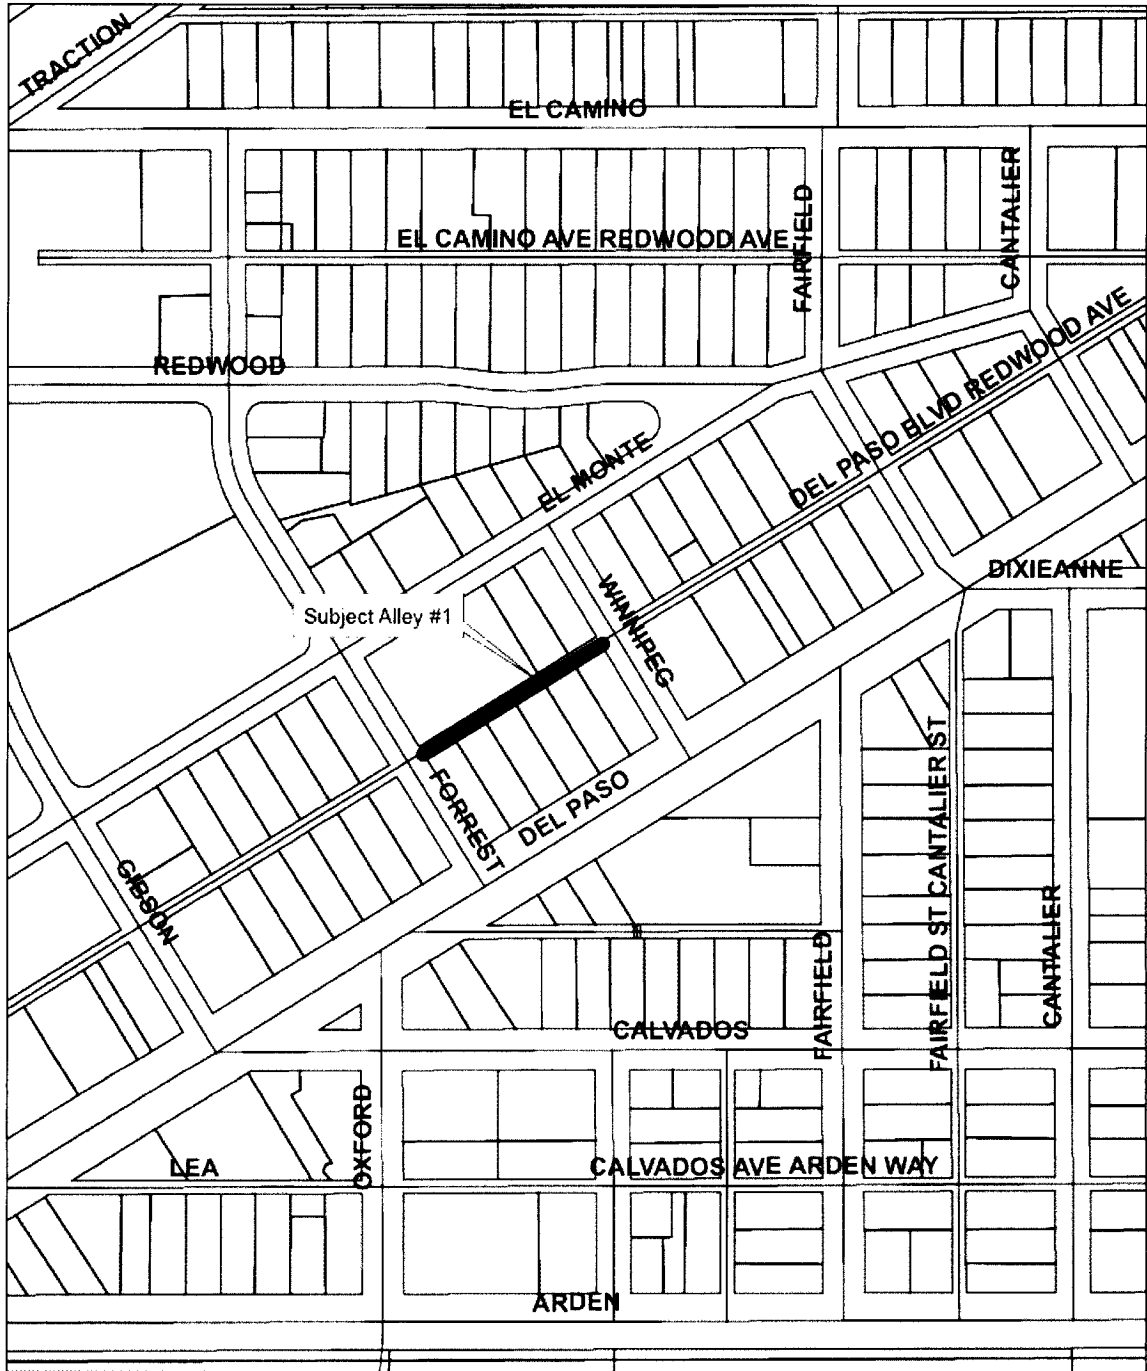 TRACTION
EL CAMINO
CANTALIER
FAIRFIELD
EL CAMINO AVE REDWOOD AVE
REDWOOD
DEL PASO BLVD REDWOOD AVE
EL MONTE
DIXIEANNE
WINNIPEG
Subject Alley #1
FORREST
DEL PASO
GIBSON
FAIRFIELD ST CANTALIER ST
CANTALIER
FAIRFIELD
CALVADOS
OXFORD
LEA
CALVADOS AVE ARDEN WAY
ARDEN